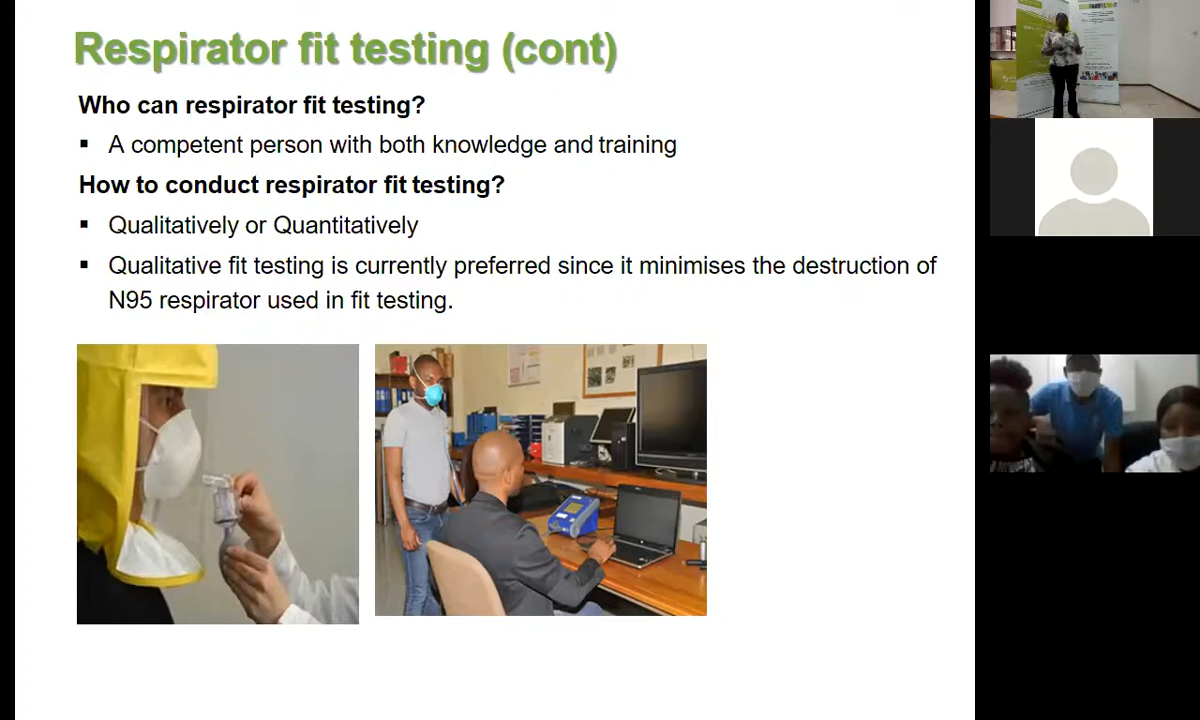 Respirator fit testing (cont)
Who can respirator fit testing?
▪ A competent person with both knowledge and training
How to conduct respirator fit testing?
▪ Qualitatively or Quantitatively
▪ Qualitative fit testing is currently preferred since it minimises the destruction of
N95 respirator used in fit testing.